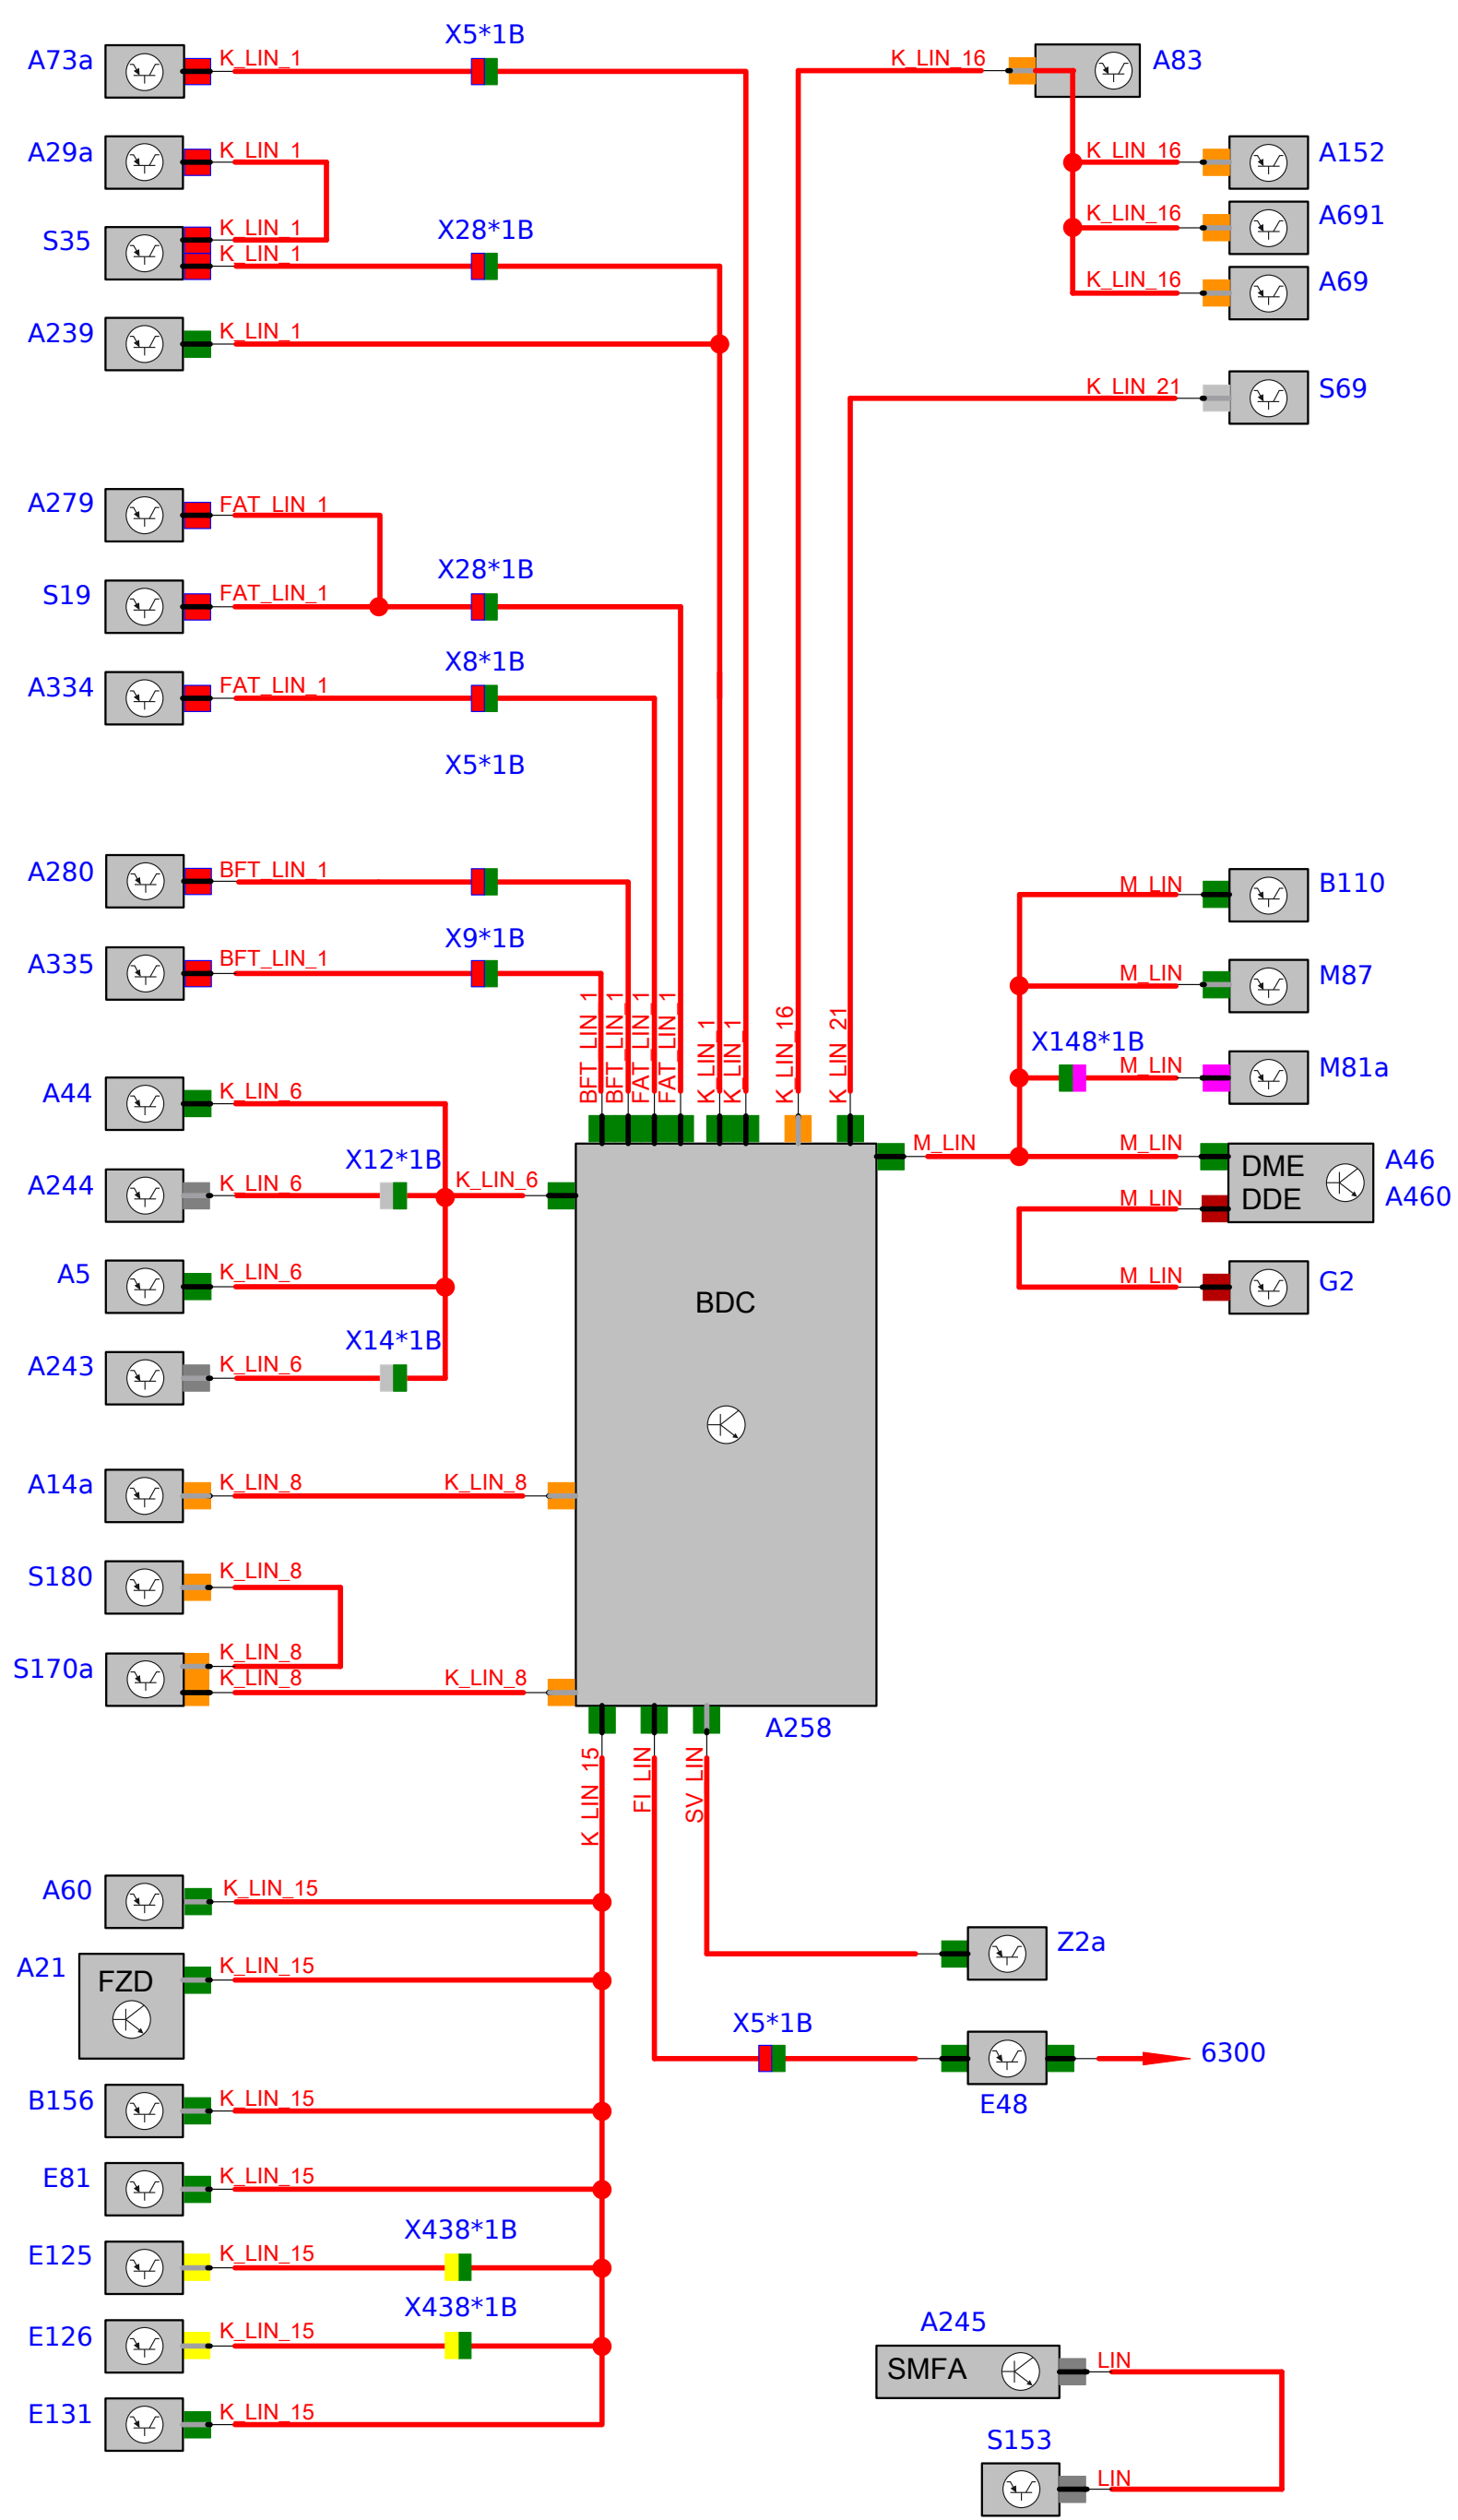 X5*1B
A73a
K_LIN_1
K_LIN_16
A83
A29a
K_LIN_1
K_LIN_16
A152
S35
K_LIN_1
K_LIN_1
X28*1B
K_LIN_16
A691
K_LIN_16
A69
A239
K_LIN_1
K_LIN_21
S69
A279
FAT_LIN_1
S19
FAT_LIN_1
X28*1B
A334
FAT_LIN_1
X8*1B
X5*1B
A280
BFT_LIN_1
M_LIN
B110
A335
BFT_LIN_1
X9*1B
M_LIN
M87
BFT_LIN_1
BFT_LIN_1
FAT_LIN_1
FAT_LIN_1
K_LIN_1
K_LIN_1
K_LIN_16
K_LIN_21
X148*1B
M_LIN
M81a
A44
K_LIN_6
A244
K_LIN_6
X12*1B
K_LIN_6
M_LIN
M_LIN
DME
DDE
A46
A460
M_LIN
A5
K_LIN_6
BDC
M_LIN
G2
A243
K_LIN_6
X14*1B
A14a
K_LIN_8
K_LIN_8
S180
K_LIN_8
S170a
K_LIN_8
K_LIN_8
K_LIN_8
A258
K_LIN_15
FI_LIN
SV_LIN
A60
K_LIN_15
Z2a
A21
FZD
K_LIN_15
X5*1B
6300
E48
B156
K_LIN_15
E81
K_LIN_15
E125
K_LIN_15
X438*1B
E126
K_LIN_15
X438*1B
A245
SMFA
LIN
E131
K_LIN_15
S153
LIN